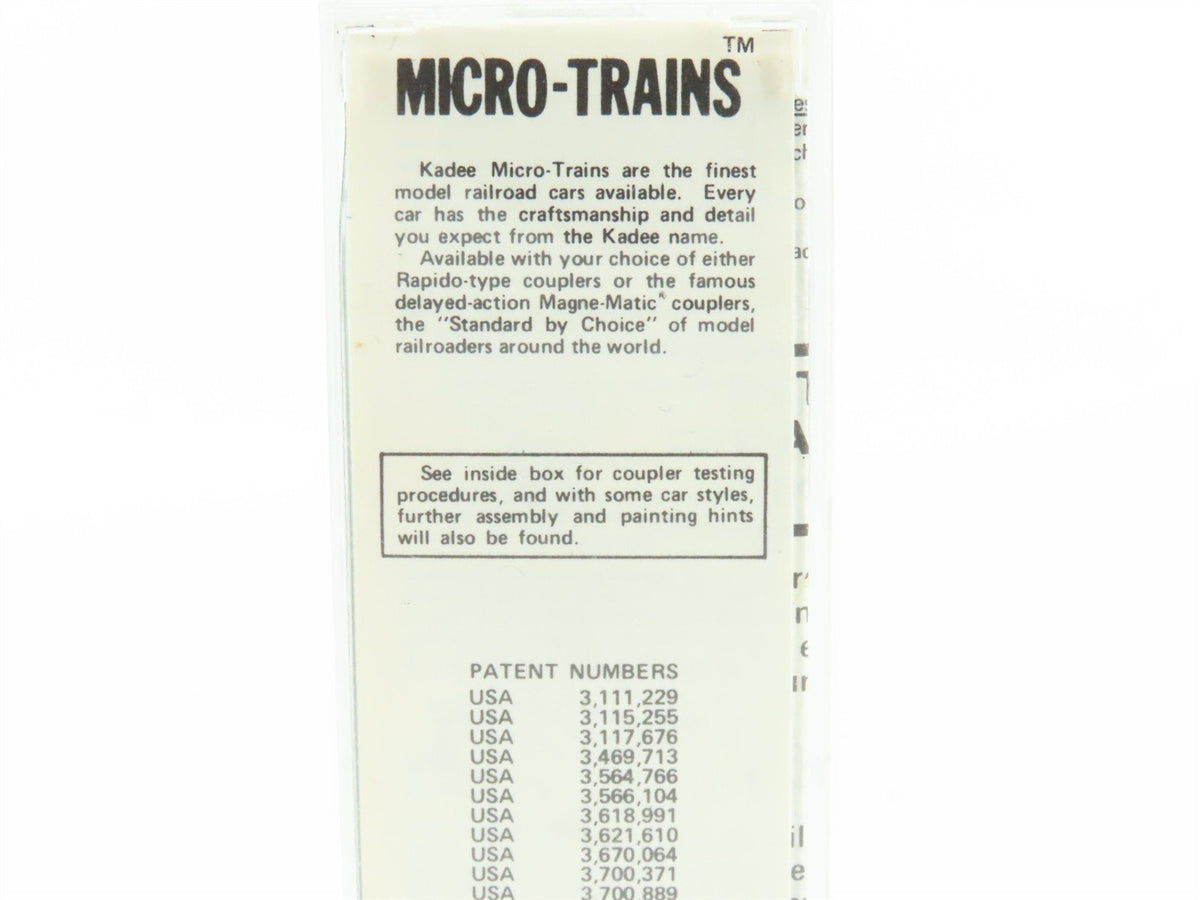 TM
MICRO-TRAINS
Kadee Micro-Trains are the finest
model railroad cars available. Every
car has the craftsmanship and detail
you expect from the Kadee name.
Available with your choice of either
Rapido-type couplers or the famous
delayed-action Magne-Matic® couplers,
the "Standard by Choice" of model
railroaders around the world.
See inside box for coupler testing
procedures, and with some car styles,
further assembly and painting hints
will also be found.
PATENT NUMBERS
USA 3,111,229
USA 3,115,255
USA 3,117,676
USA 3,469,713
USA 3,564,766
USA 3,566,104
USA 3,618,991
USA 3,621,610
USA 3,670,064
USA 3,700,371
USA 3,700,889